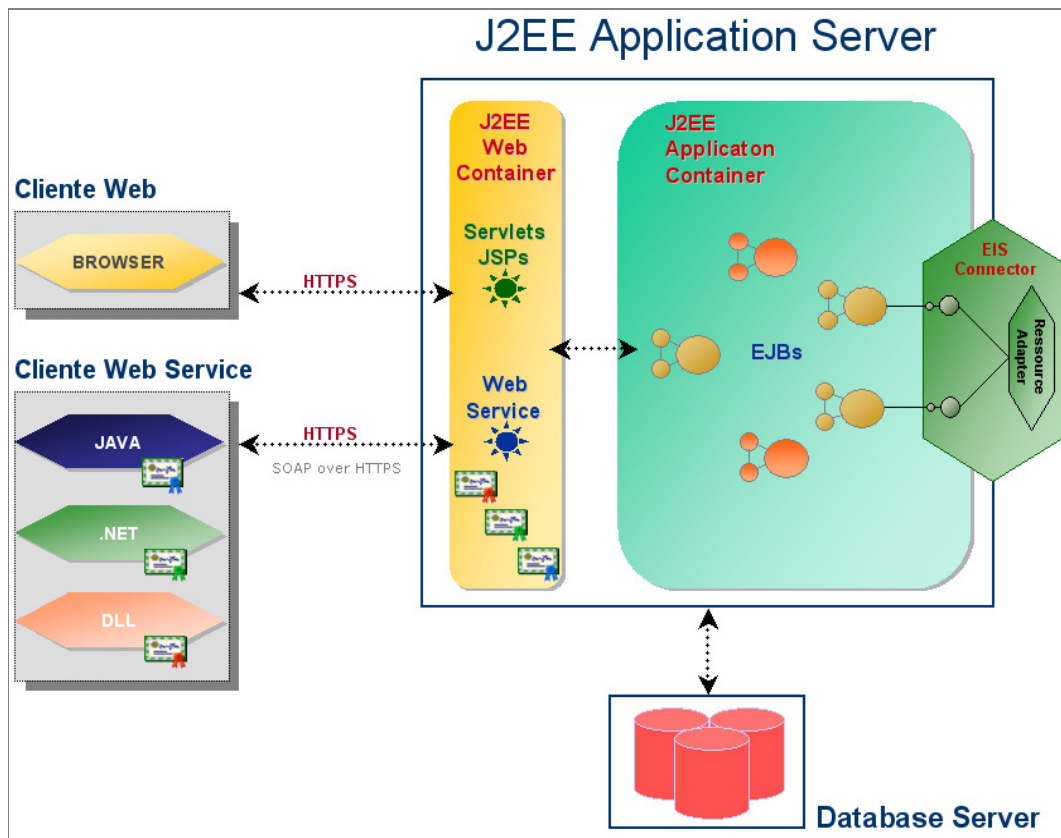 J2EE Application Server
J2EE
Web
Container
Servlets
JSPs
Web
Service
J2EE
Applicaton
Container
EJBs
EIS
Connector
Ressource
Adapter
Cliente Web
BROWSER
HTTPS
Cliente Web Service
JAVA
HTTPS
SOAP over HTTPS
.NET
DLL
Database Server